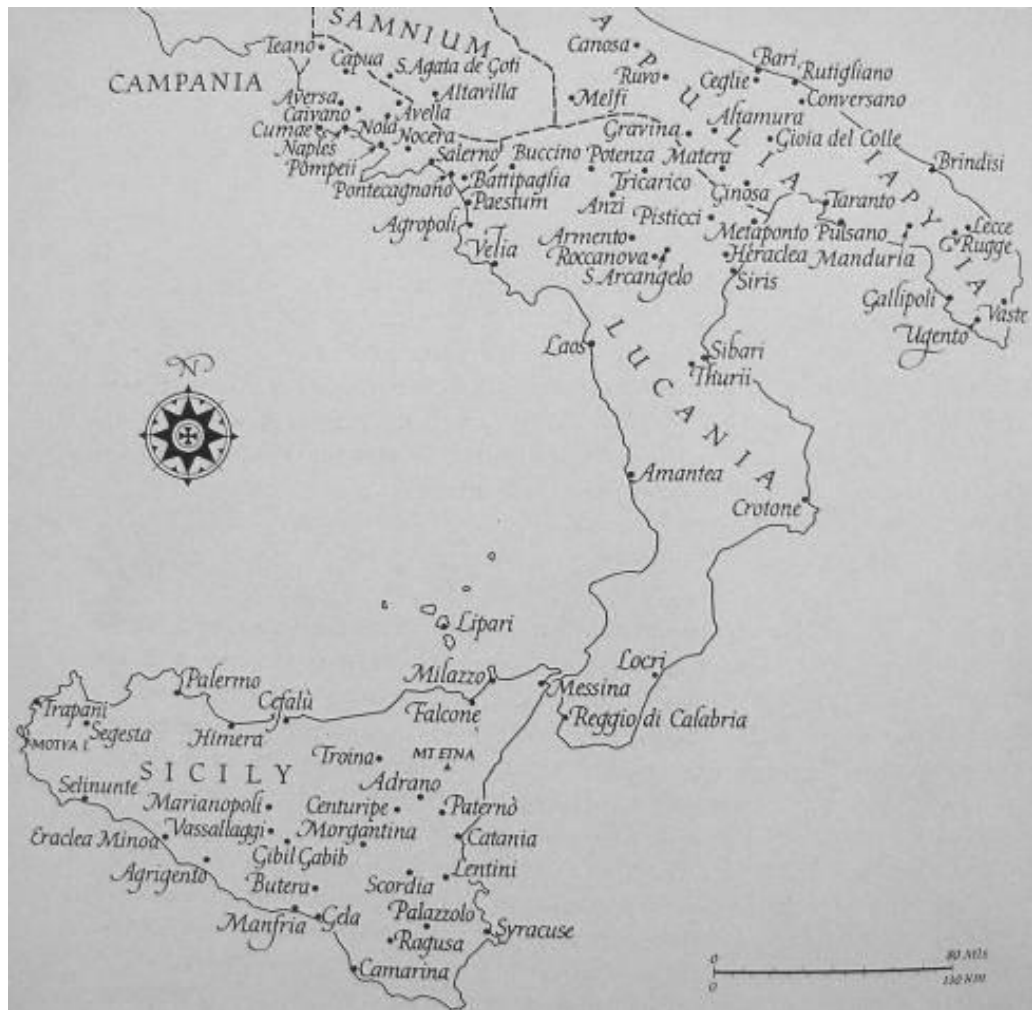 SAMNIUM
CAMPANIA
APULIA
IAPYGIA
LUCANIA
SICILY
Teano
Capua
S. Agata de Goti
Altavilla
Aversa
Caivano
Avella
Cumae
Nola
Naples
Nocera
Pompeii
Salerno
Pontecagnano
Battipaglia
Paestum
Agropoli
Velia
Canosa
Ruvo
Melfi
Bari
Ceglie
Rutigliano
Conversano
Altamura
Gravina
Gioia del Colle
Buccino
Potenza
Matera
Tricarico
Anzi
Ginosa
Pisticci
Taranto
Brindisi
Armento
Metaponto
Pulsano
Lecce
Rugge
Roccanova
Heraclea
Manduria
S. Arcangelo
Siris
Gallipoli
Vaste
Ugento
Laos
Sibari
Thurii
N
Amantea
Crotone
Lipari
Locri
Milazzo
Messina
Palermo
Cefalù
Falcone
Reggio di Calabria
Trapani
Segesta
Himera
MOTYA I.
Troina
MT ETNA
Selinunte
Adrano
Marianopoli
Centuripe
Paternò
Eraclea Minoa
Vassallaggi
Morgantina
Catania
Gibil Gabib
Agrigento
Lentini
Butera
Scordia
Manfria
Gela
Palazzolo
Syracuse
Ragusa
Camarina
0
80 Mls
0
130 KM